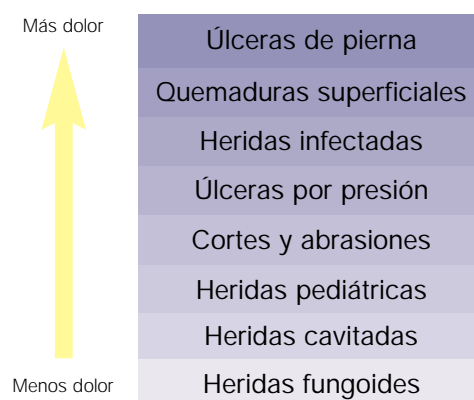 Más dolor
Úlceras de pierna
Quemaduras superficiales
Heridas infectadas
Úlceras por presión
Cortes y abrasiones
Heridas pediátricas
Heridas cavitadas
Menos dolor
Heridas fungoides